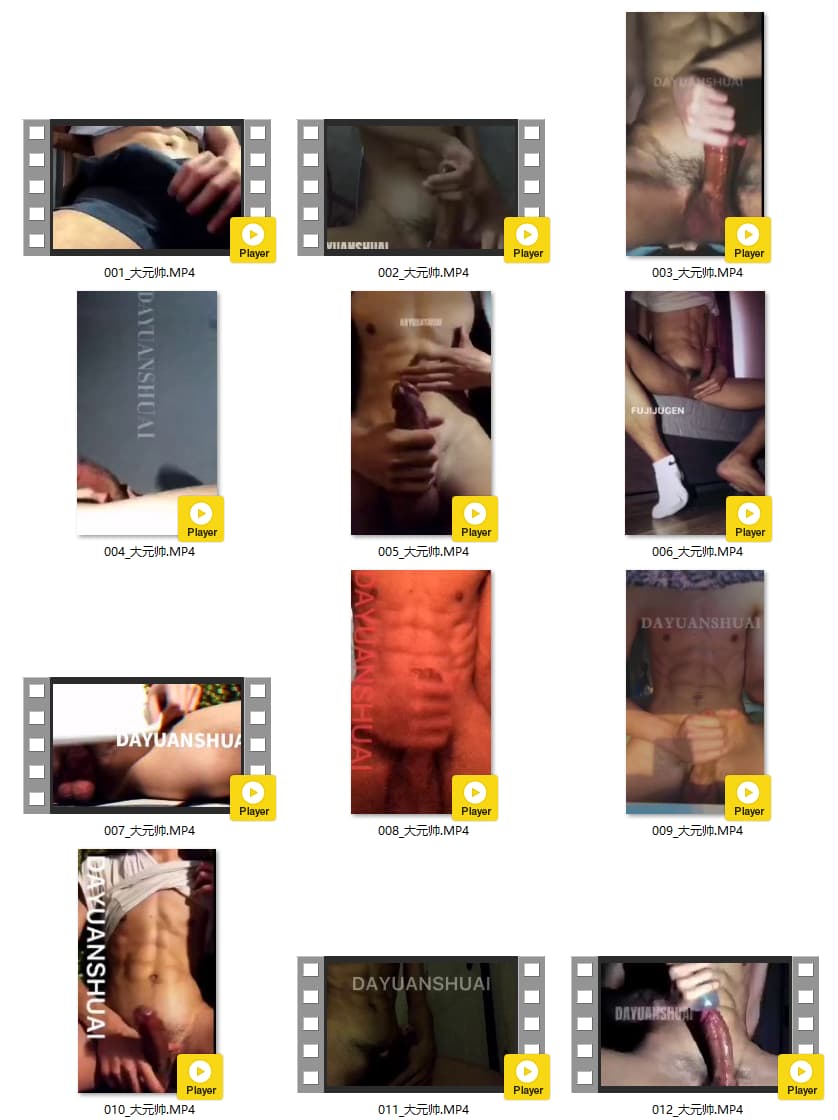 DAYUANSHUAI
Player
Player
Player
YUANSHUAI
001_大元帅.MP4
002_大元帅.MP4
003_大元帅.MP4
DAYUANSHUAI
DAYUANSHUAI
FUJIJUGEN
Player
Player
Player
004_大元帅.MP4
005_大元帅.MP4
006_大元帅.MP4
DAYUANSHUAI
DAYUANSHUAI
DAYUANSHUA
Player
Player
Player
007_大元帅.MP4
008_大元帅.MP4
009_大元帅.MP4
DAYUANSHUAI
DAYUANSHUAI
DAYUANSHUAI
Player
Player
Player
010_大元帅.MP4
011_大元帅.MP4
012_大元帅.MP4